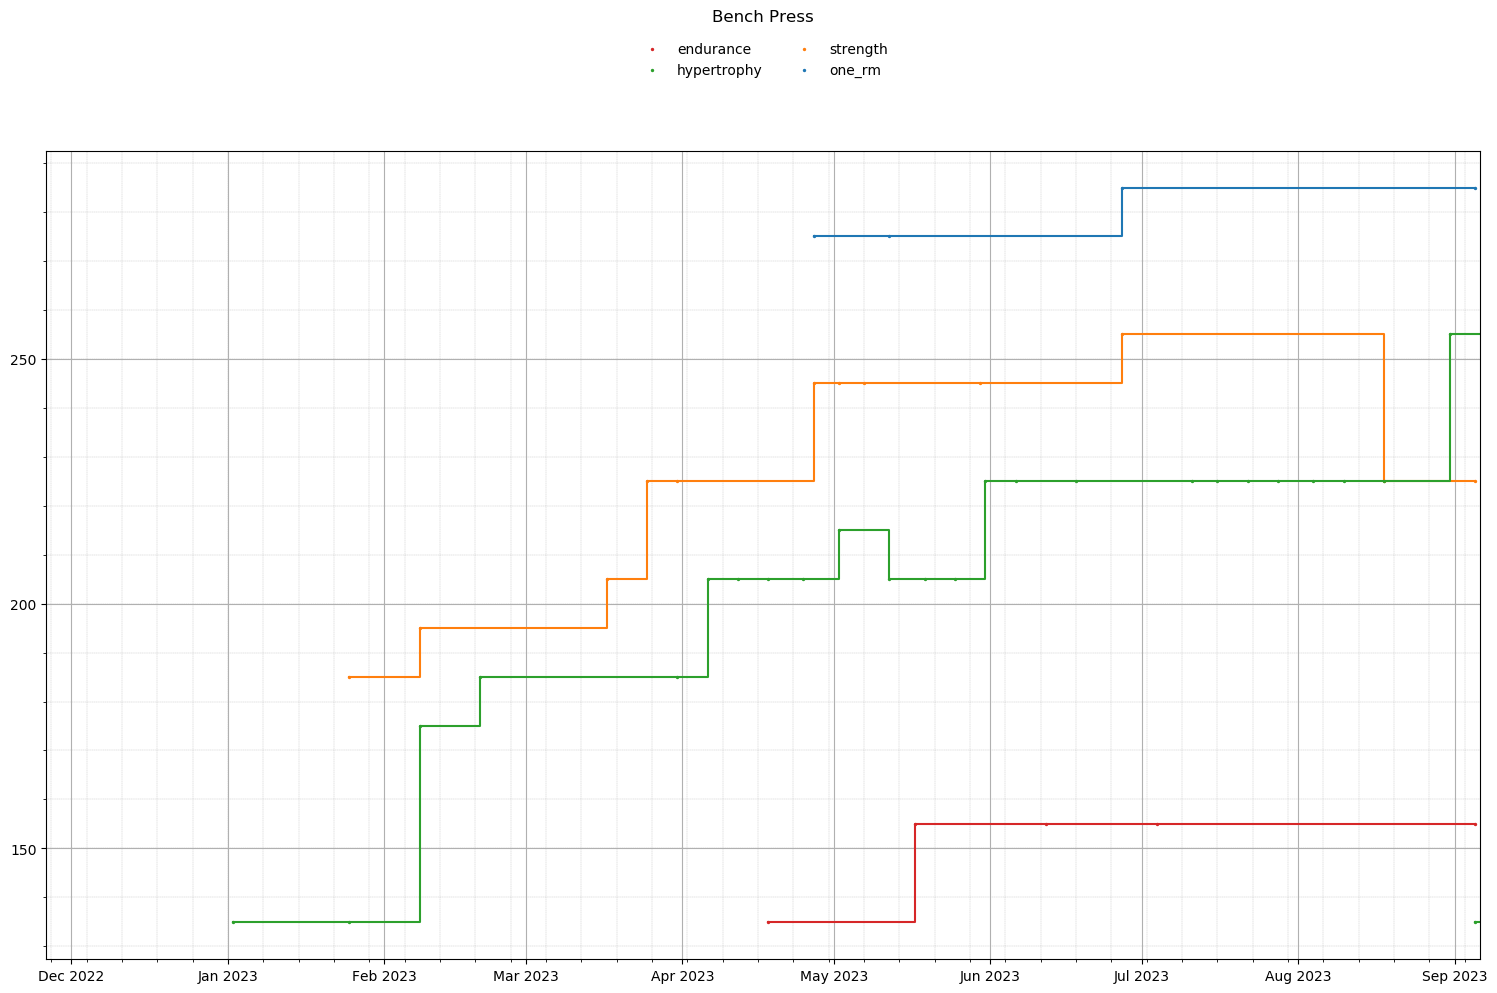 Bench Press
endurance
strength
hypertrophy
one_rm
250
200
150
Dec 2022
Jan 2023
Feb 2023
Mar 2023
Apr 2023
May 2023
Jun 2023
Jul 2023
Aug 2023
Sep 2023